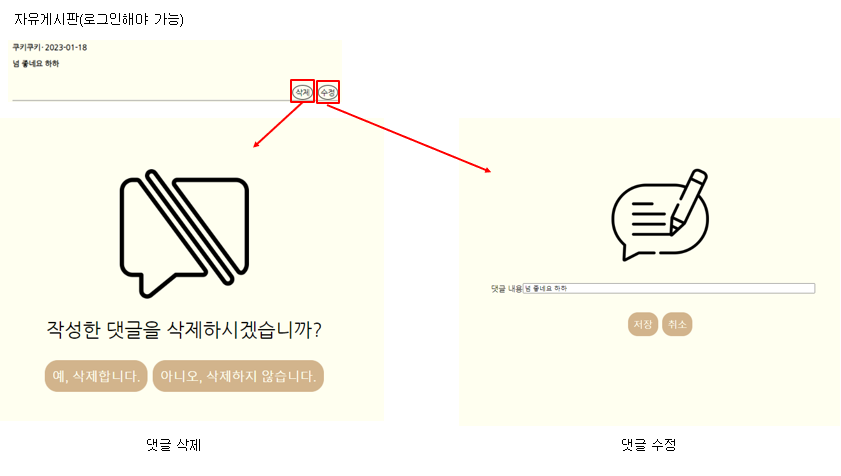 자유게시판(로그인해야 가능)
쿠키쿠키 · 2023-01-18
넘 좋네요 하하
삭제 수정
작성한 댓글을 삭제하시겠습니까?
예, 삭제합니다. 아니오, 삭제하지 않습니다.
댓글 삭제
댓글 내용 넘 좋네요 하하
저장 취소
댓글 수정